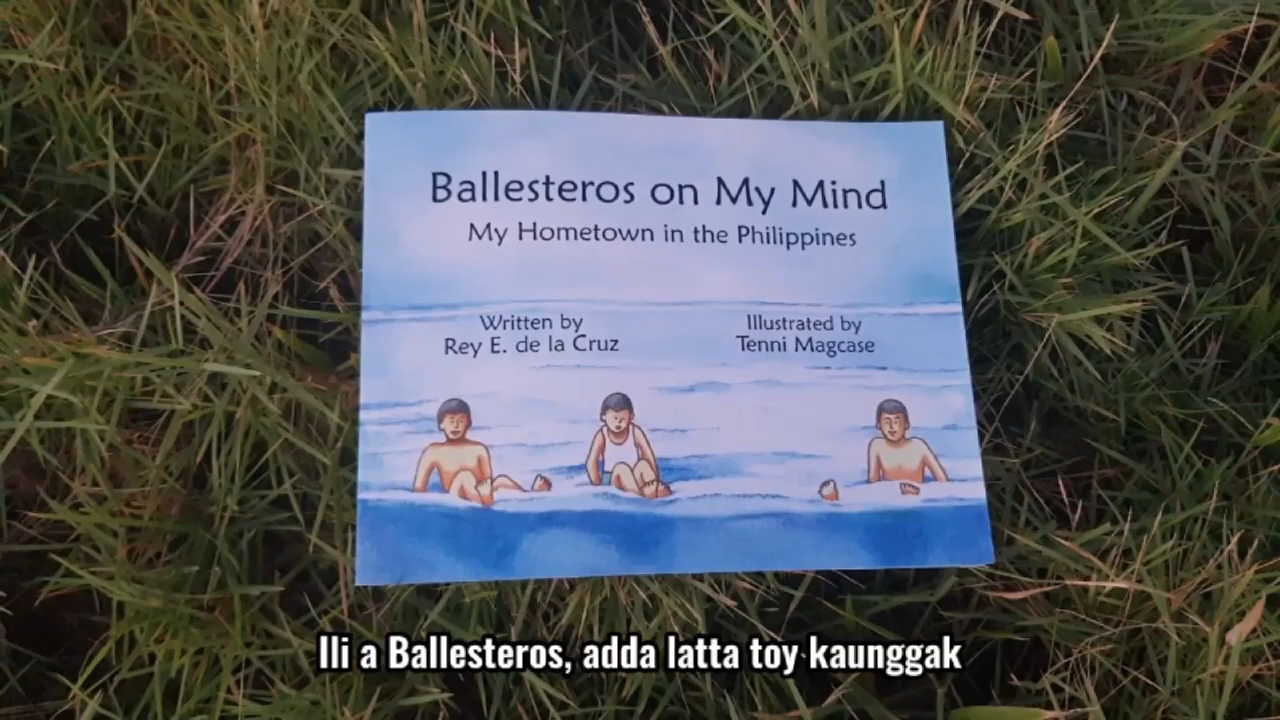 Ballesteros on My Mind
My Hometown in the Philippines
Written by
Rey E. de la Cruz
Illustrated by
Tenni Magcase
Ili a Ballesteros, adda latta toy kaunggak